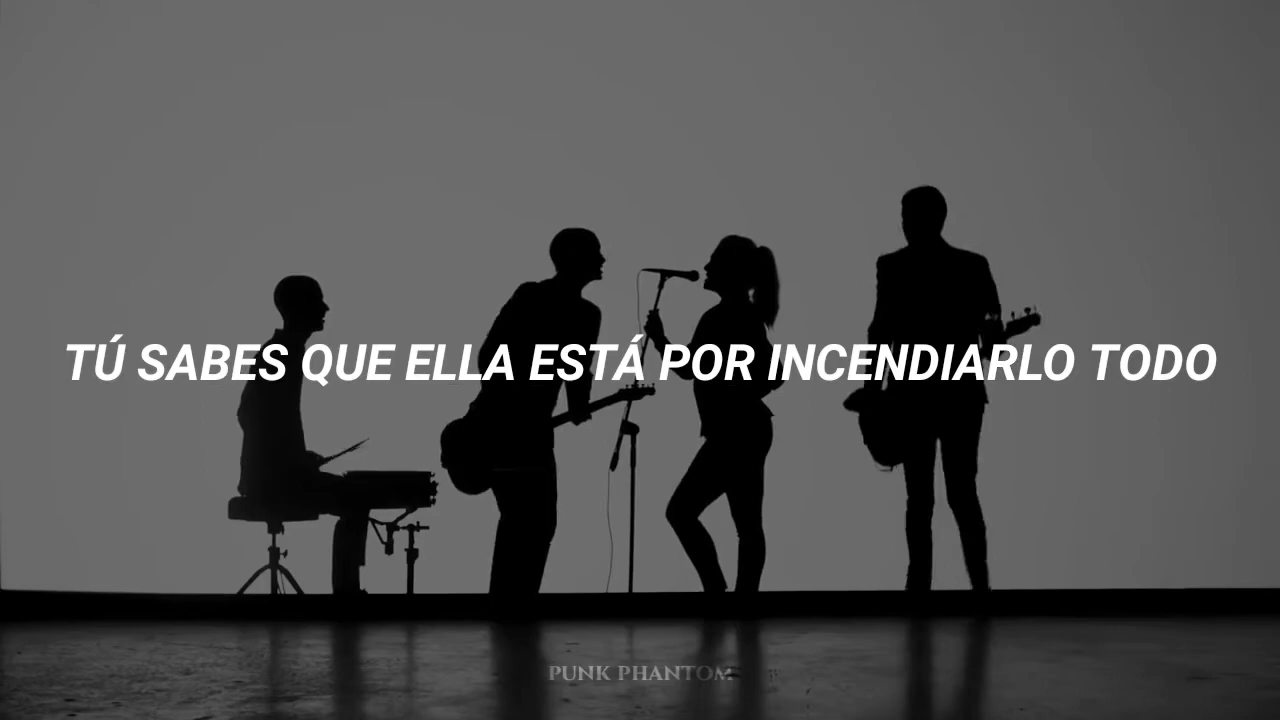 TÚ SABES QUE ELLA ESTÁ POR INCENDIARLO TODO
PUNK PHANTOM